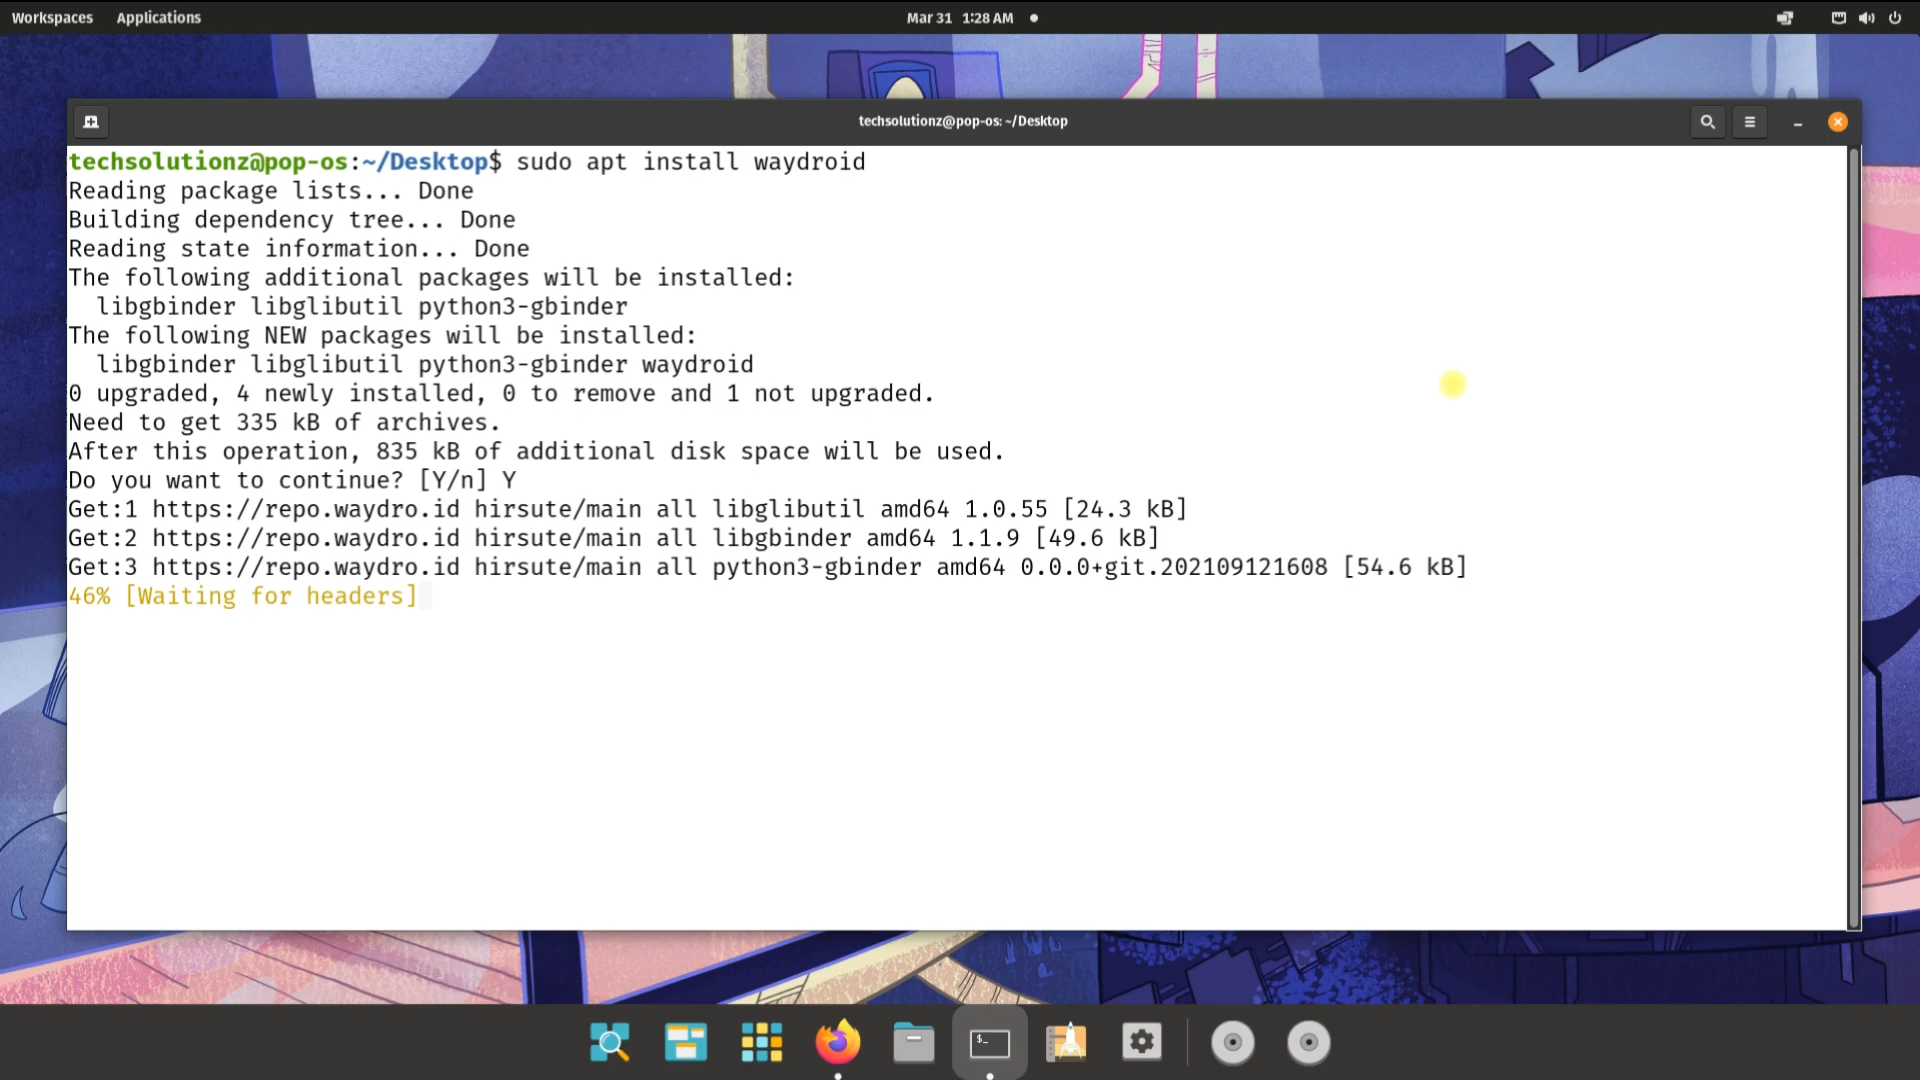 Workspaces Applications Mar 31 1:28 AM
techsolutionz@pop-os: ~/Desktop
techsolutionz@pop-os:~/Desktop$ sudo apt install waydroid
Reading package lists... Done
Building dependency tree... Done
Reading state information... Done
The following additional packages will be installed:
  libgbinder libglibutil python3-gbinder
The following NEW packages will be installed:
  libgbinder libglibutil python3-gbinder waydroid
0 upgraded, 4 newly installed, 0 to remove and 1 not upgraded.
Need to get 335 kB of archives.
After this operation, 835 kB of additional disk space will be used.
Do you want to continue? [Y/n] Y
Get:1 https://repo.waydro.id hirsute/main all libglibutil amd64 1.0.55 [24.3 kB]
Get:2 https://repo.waydro.id hirsute/main all libgbinder amd64 1.1.9 [49.6 kB]
Get:3 https://repo.waydro.id hirsute/main all python3-gbinder amd64 0.0.0+git.202109121608 [54.6 kB]
46% [Waiting for headers]